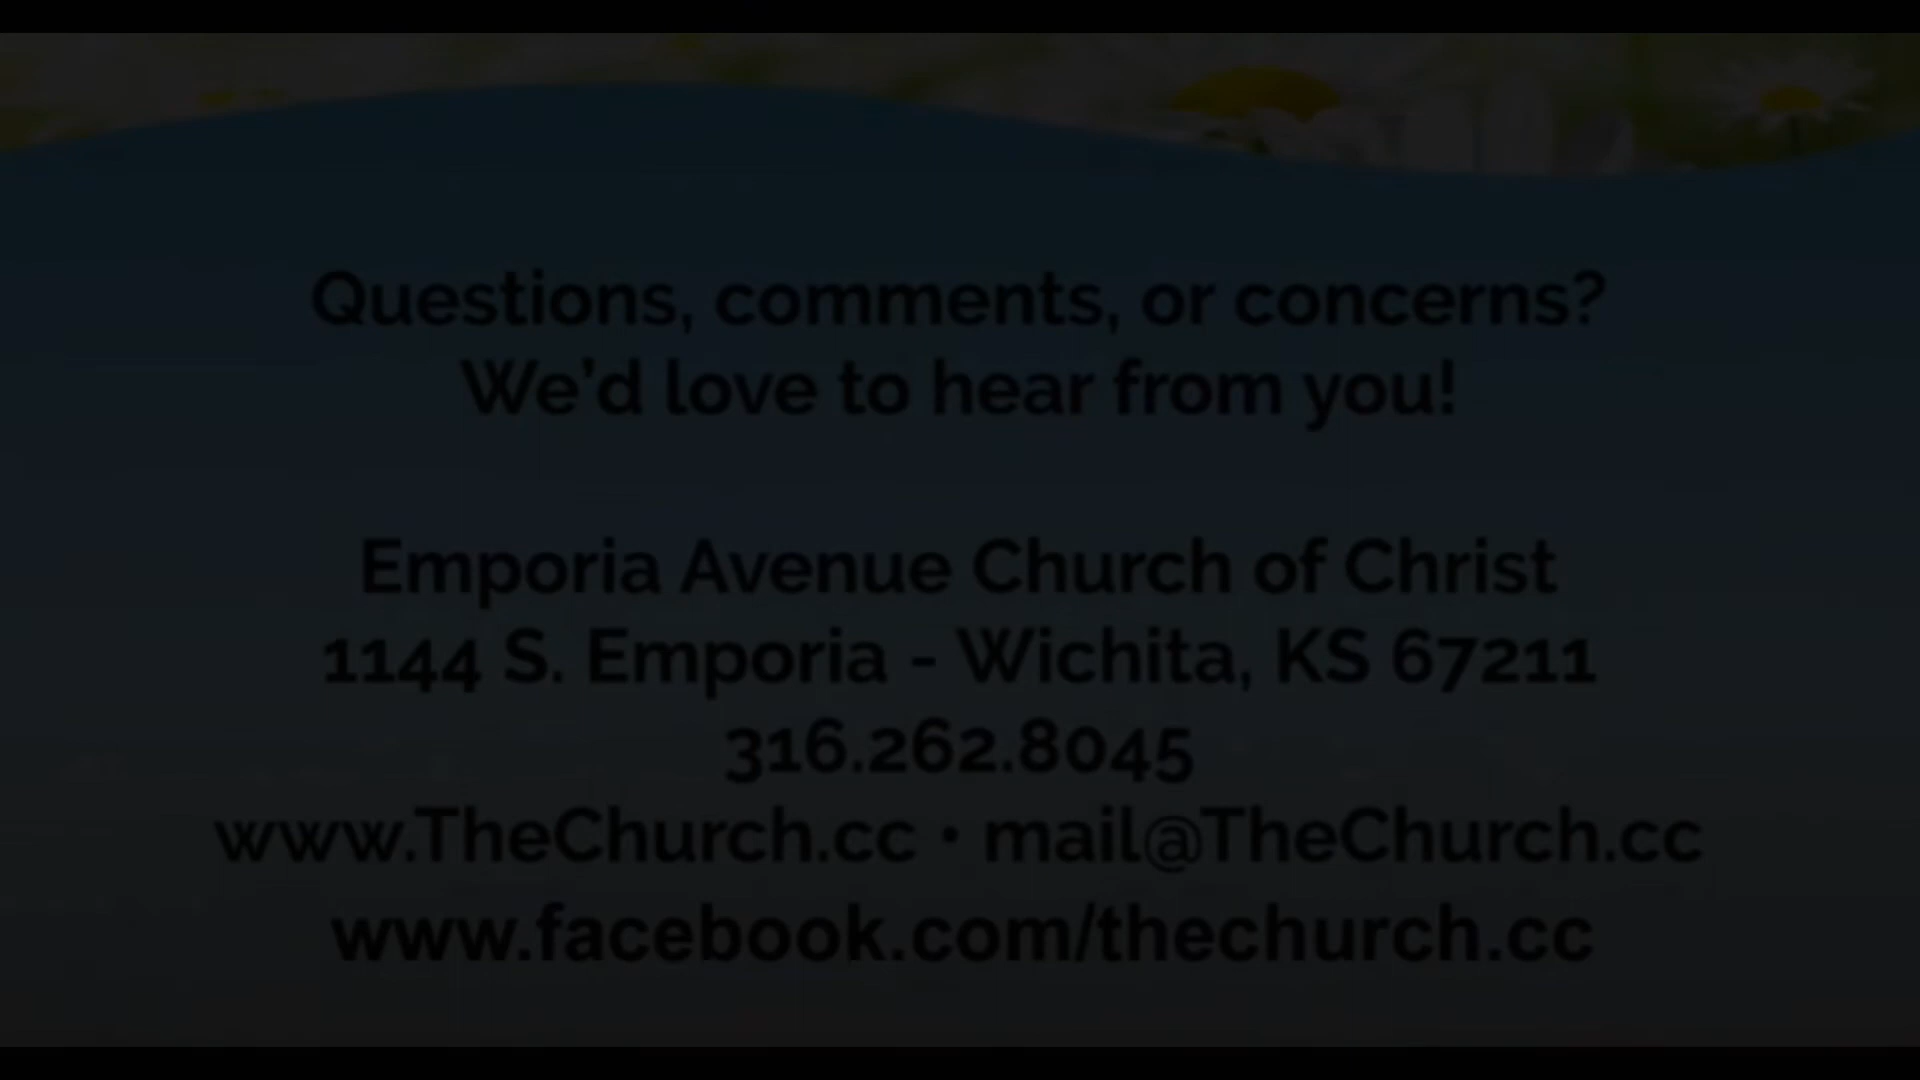 Questions, comments, or concerns?
We'd love to hear from you!
Emporia Avenue Church of Christ
1144 S. Emporia - Wichita, KS 67211
316.262.8045
www.TheChurch.cc • mail@TheChurch.cc
www.facebook.com/thechurch.cc